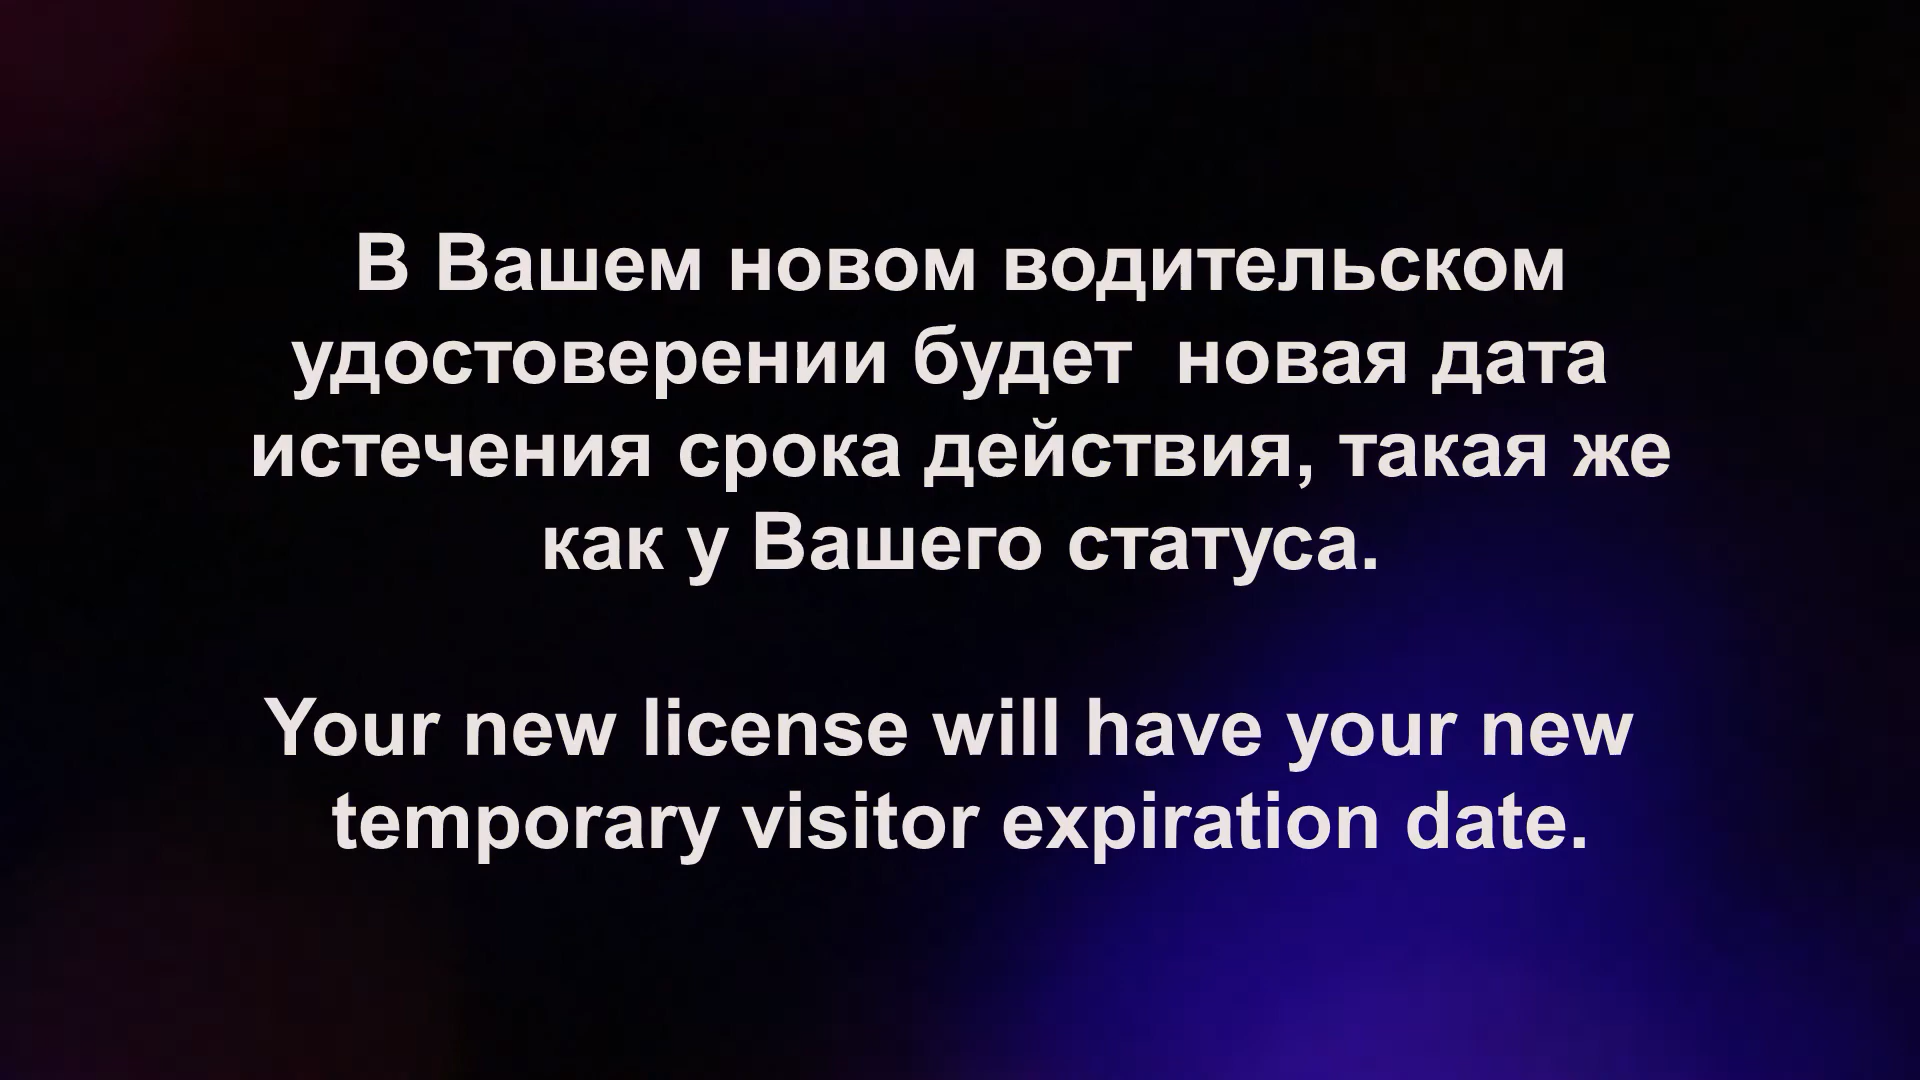 В Вашем новом водительском
удостоверении будет  новая дата
истечения срока действия, такая же
как у Вашего статуса.
Your new license will have your new
temporary visitor expiration date.